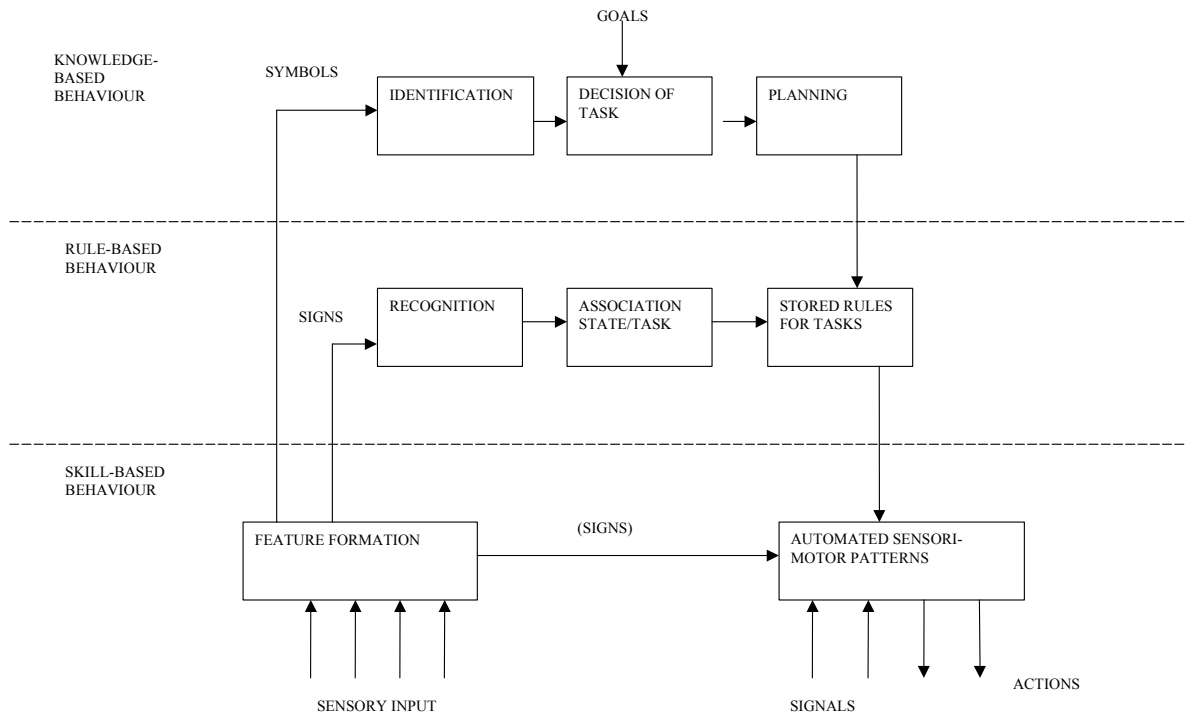 GOALS
KNOWLEDGE-
BASED
BEHAVIOUR
SYMBOLS
IDENTIFICATION
DECISION OF
TASK
PLANNING
RULE-BASED
BEHAVIOUR
SIGNS
RECOGNITION
ASSOCIATION
STATE/TASK
STORED RULES
FOR TASKS
SKILL-BASED
BEHAVIOUR
FEATURE FORMATION
(SIGNS)
AUTOMATED SENSORI-
MOTOR PATTERNS
SENSORY INPUT
SIGNALS
ACTIONS